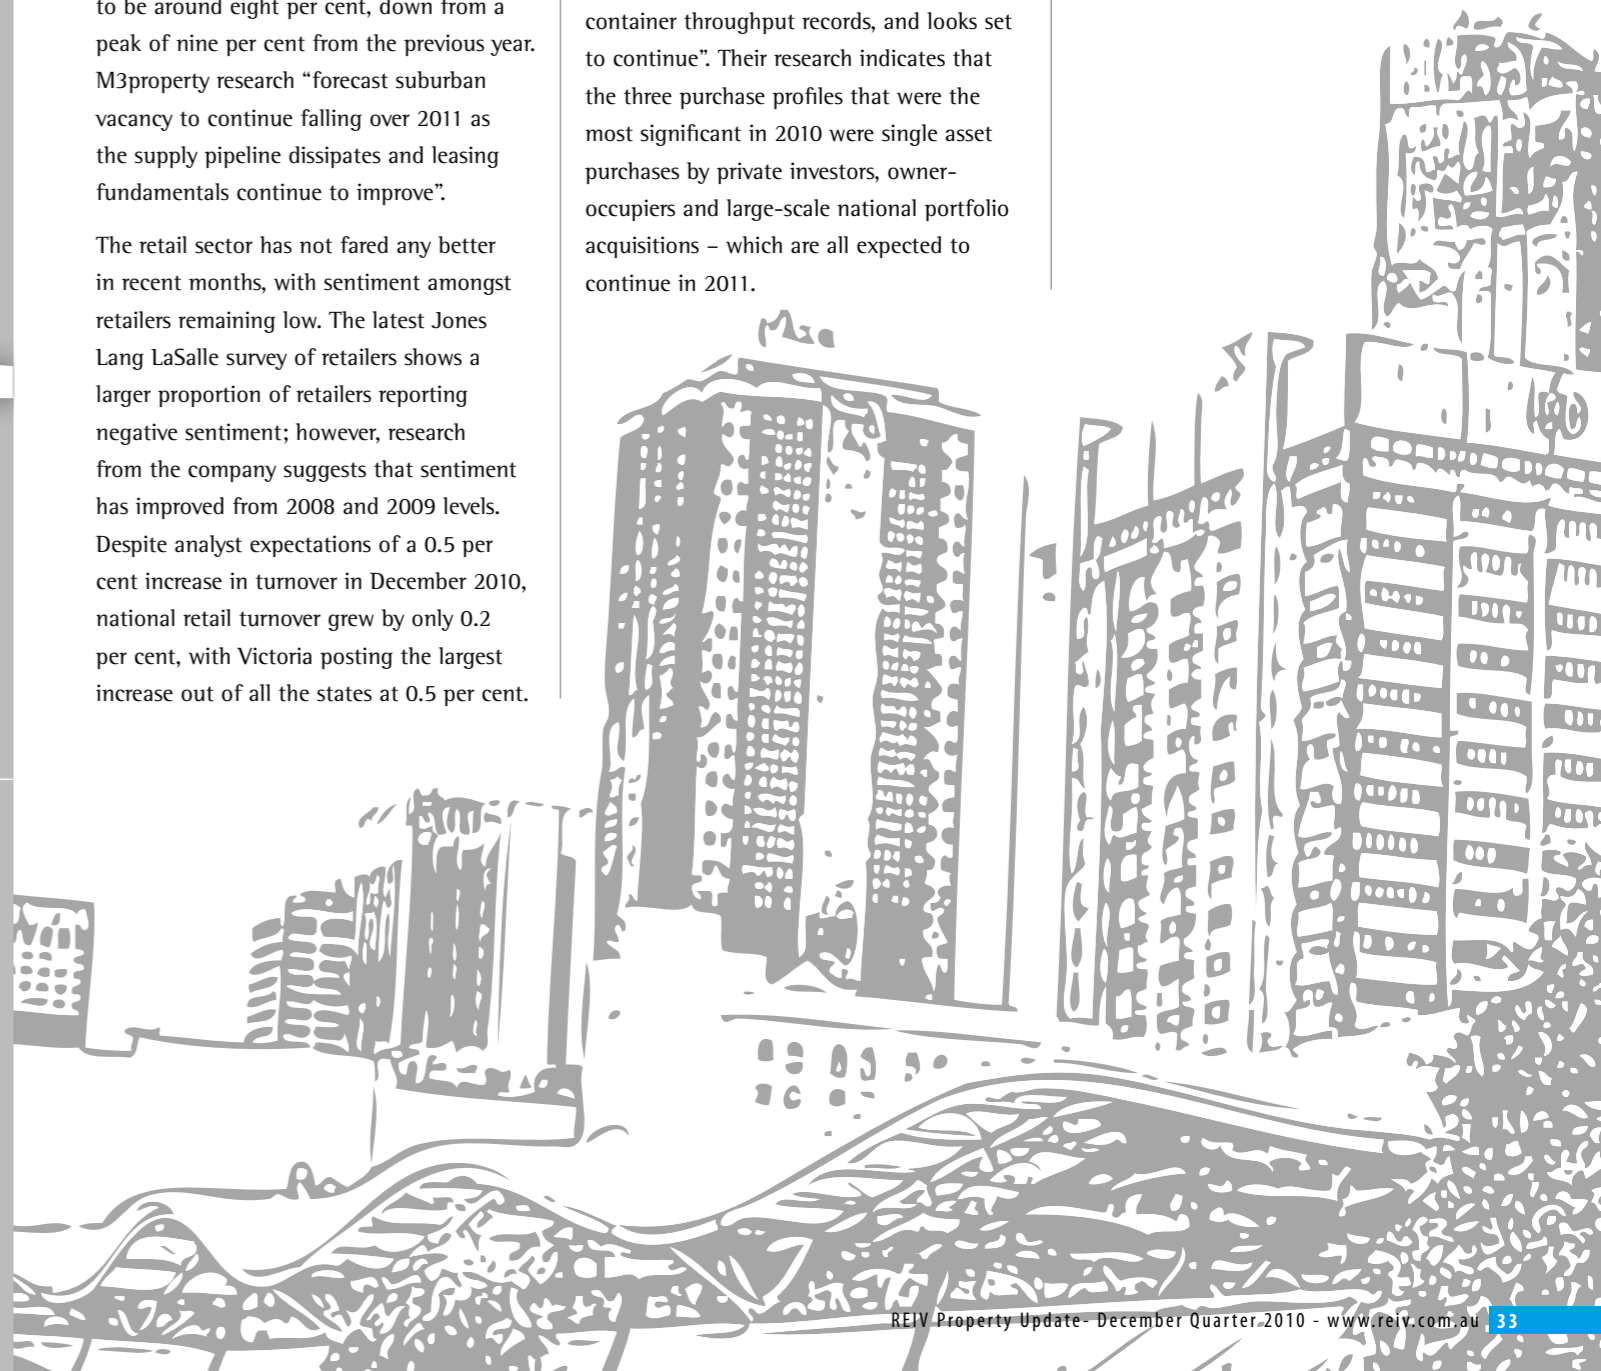 to be around eight per cent, down from a
peak of nine per cent from the previous year.
M3property research “forecast suburban
vacancy to continue falling over 2011 as
the supply pipeline dissipates and leasing
fundamentals continue to improve”.
The retail sector has not fared any better
in recent months, with sentiment amongst
retailers remaining low. The latest Jones
Lang LaSalle survey of retailers shows a
larger proportion of retailers reporting
negative sentiment; however, research
from the company suggests that sentiment
has improved from 2008 and 2009 levels.
Despite analyst expectations of a 0.5 per
cent increase in turnover in December 2010,
national retail turnover grew by only 0.2
per cent, with Victoria posting the largest
increase out of all the states at 0.5 per cent.
container throughput records, and looks set
to continue”. Their research indicates that
the three purchase profiles that were the
most significant in 2010 were single asset
purchases by private investors, owner-
occupiers and large-scale national portfolio
acquisitions – which are all expected to
continue in 2011.
REIV Property Update- December Quarter 2010 - www.reiv.com.au 33